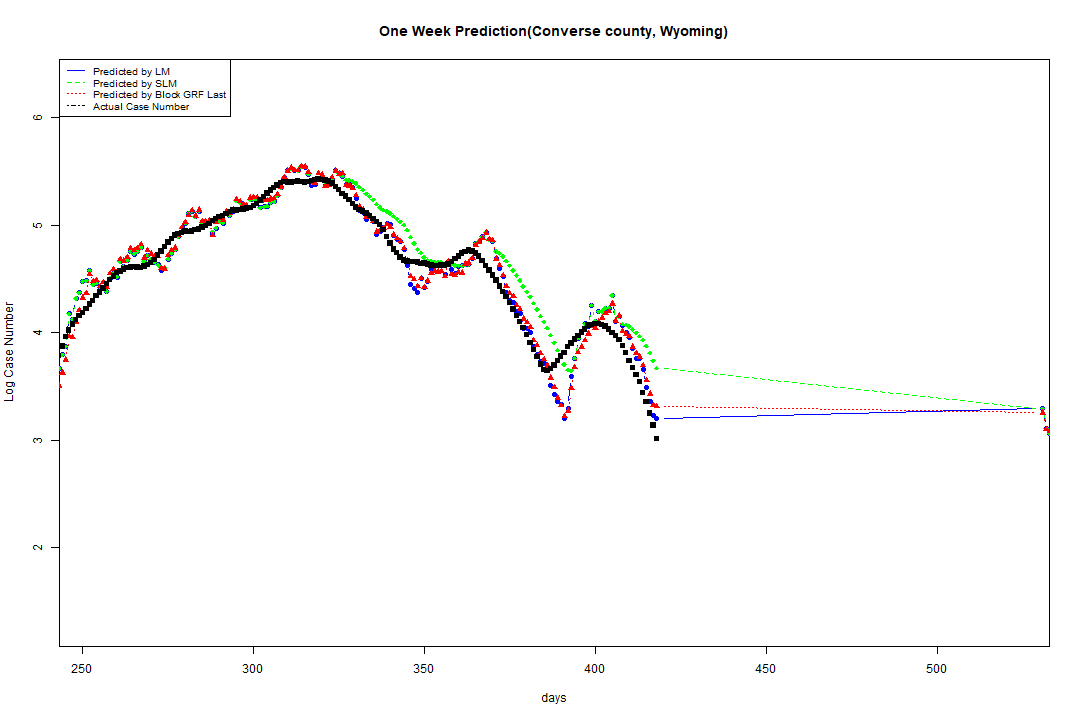 One Week Prediction(Converse county, Wyoming)
Predicted by LM
Predicted by SLM
Predicted by Block GRF Last
Actual Case Number
Log Case Number
6
5
4
3
2
250 300 350 400 450 500
days